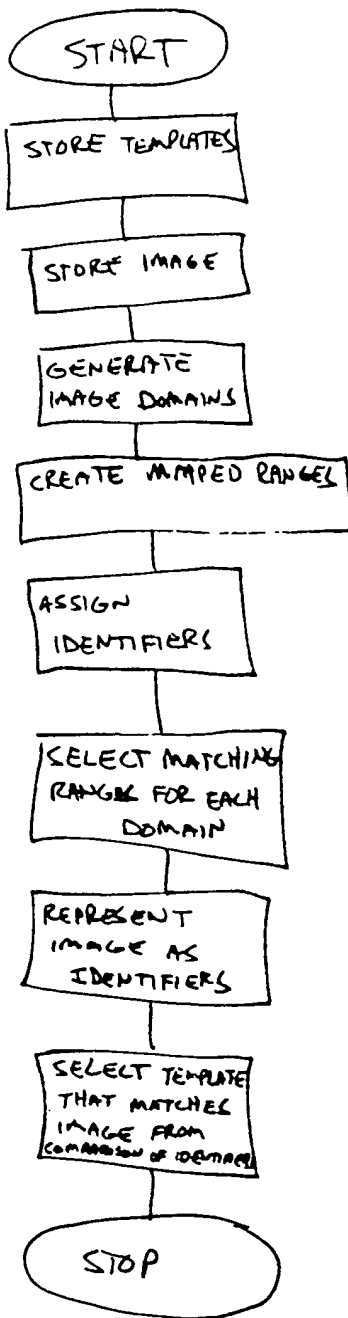 START
STORE TEMPLATES
STORE IMAGE
GENERATE
IMAGE DOMAINS
CREATE MAPPED RANGES
ASSIGN
IDENTIFIERS
SELECT MATCHING
RANGES FOR EACH
DOMAIN
REPRESENT
IMAGE AS
IDENTIFIERS
SELECT TEMPLATE
THAT MATCHES
IMAGE FROM
COMPARISON OF IDENTIFIERS
STOP